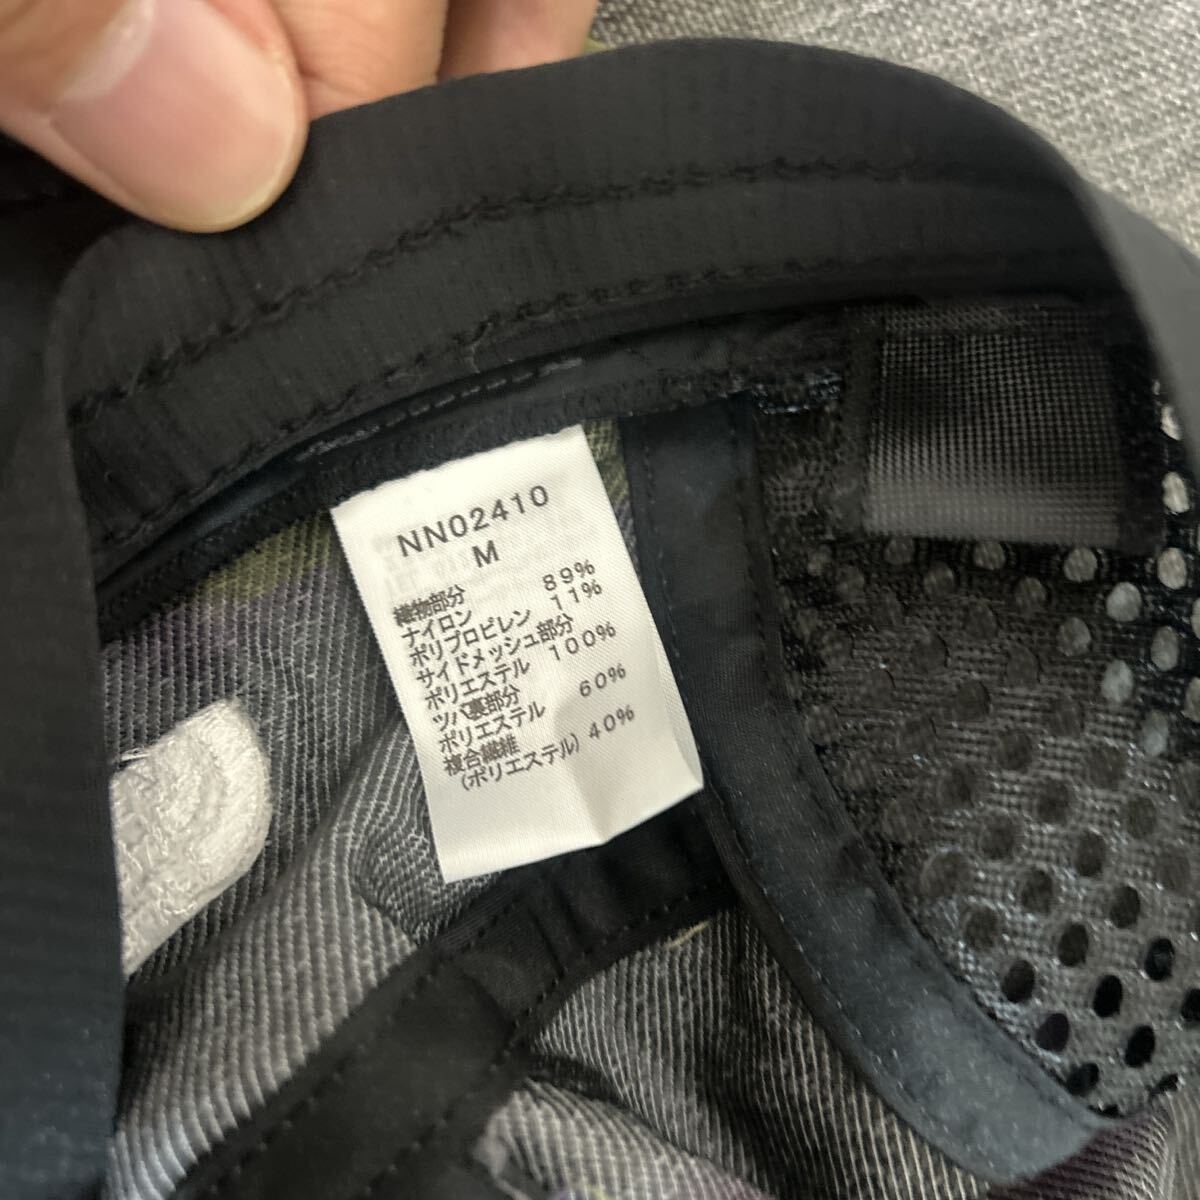 NN02410
M
織物部分
ナイロン 89%
ポリプロピレン 11%
サイドメッシュ部分
ポリエステル 100%
ツバ裏部分
ポリエステル 60%
複合繊維
(ポリエステル) 40%